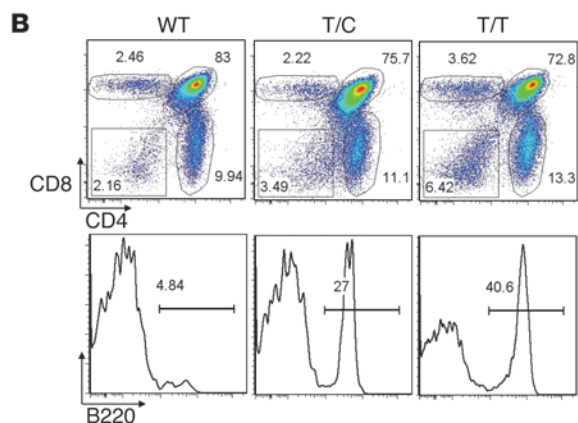 B
WT T/C T/T
2.46 83 2.22 75.7 3.62 72.8
CD8
2.16 9.94 3.49 11.1 6.42 13.3
CD4
4.84 27 40.6
B220